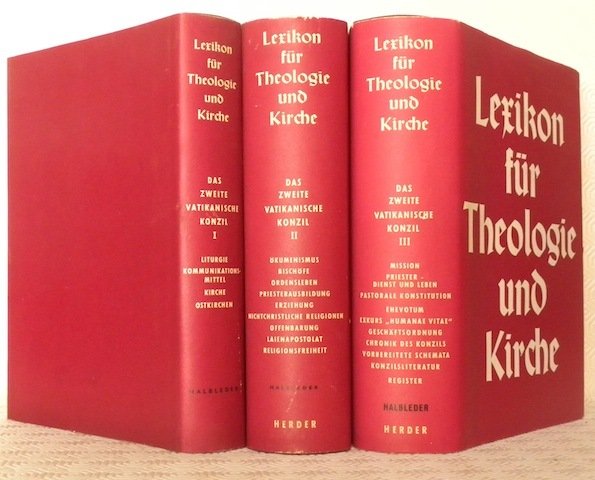 Lexikon
für
Theologie
und
Kirche
DAS
ZWEITE
VATIKANISCHE
KONZIL
I
LITURGIE
KOMMUNIKATIONS-
MITTEL
KIRCHE
OSTKIRCHEN
HALBLEDER
Lexikon
für
Theologie
und
Kirche
DAS
ZWEITE
VATIKANISCHE
KONZIL
II
ÖKUMENISMUS
BISCHÖFE
ORDENSLEBEN
PRIESTERAUSBILDUNG
ERZIEHUNG
NICHTCHRISTLICHE RELIGIONEN
OFFENBARUNG
LAIENAPOSTOLAT
RELIGIONSFREIHEIT
HALBLEDER
HERDER
Lexikon
für
Theologie
und
Kirche
DAS
ZWEITE
VATIKANISCHE
KONZIL
III
MISSION
PRIESTER -
DIENST UND LEBEN
PASTORALE KONSTITUTION
EHEVOTUM
EXKURS „HUMANAE VITAE"
GESCHÄFTSORDNUNG
CHRONIK DES KONZILS
VORBEREITETE SCHEMATA
KONZILSLITERATUR
REGISTER
HALBLEDER
HERDER
Lexikon
für
Theologie
und
Kirche